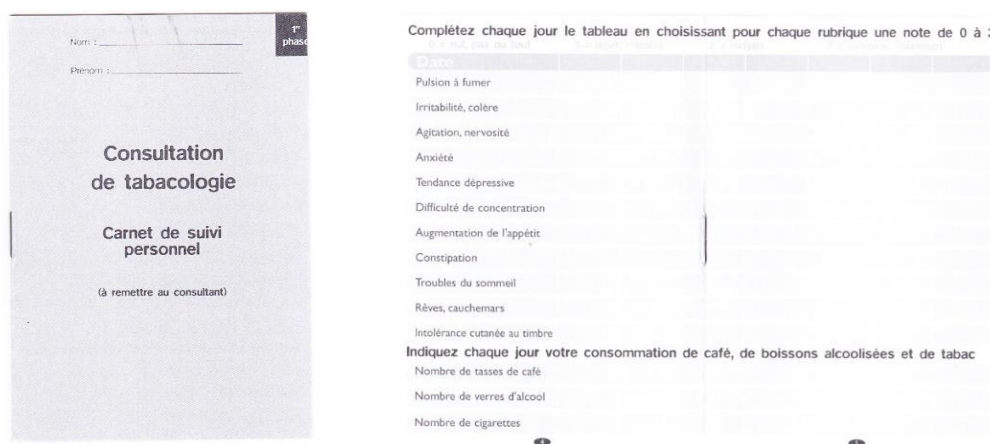 1re
phase
Nom :
Prénom :
Consultation
de tabacologie
Carnet de suivi
personnel
(à remettre au consultant)
Complétez chaque jour le tableau en choisissant pour chaque rubrique une note de 0 à
Date
Pulsion à fumer
Irritabilité, colère
Agitation, nervosité
Anxiété
Tendance dépressive
Difficulté de concentration
Augmentation de l'appétit
Constipation
Troubles du sommeil
Rêves, cauchemars
Intolérance cutanée au timbre
Indiquez chaque jour votre consommation de café, de boissons alcoolisées et de tabac
Nombre de tasses de café
Nombre de verres d'alcool
Nombre de cigarettes